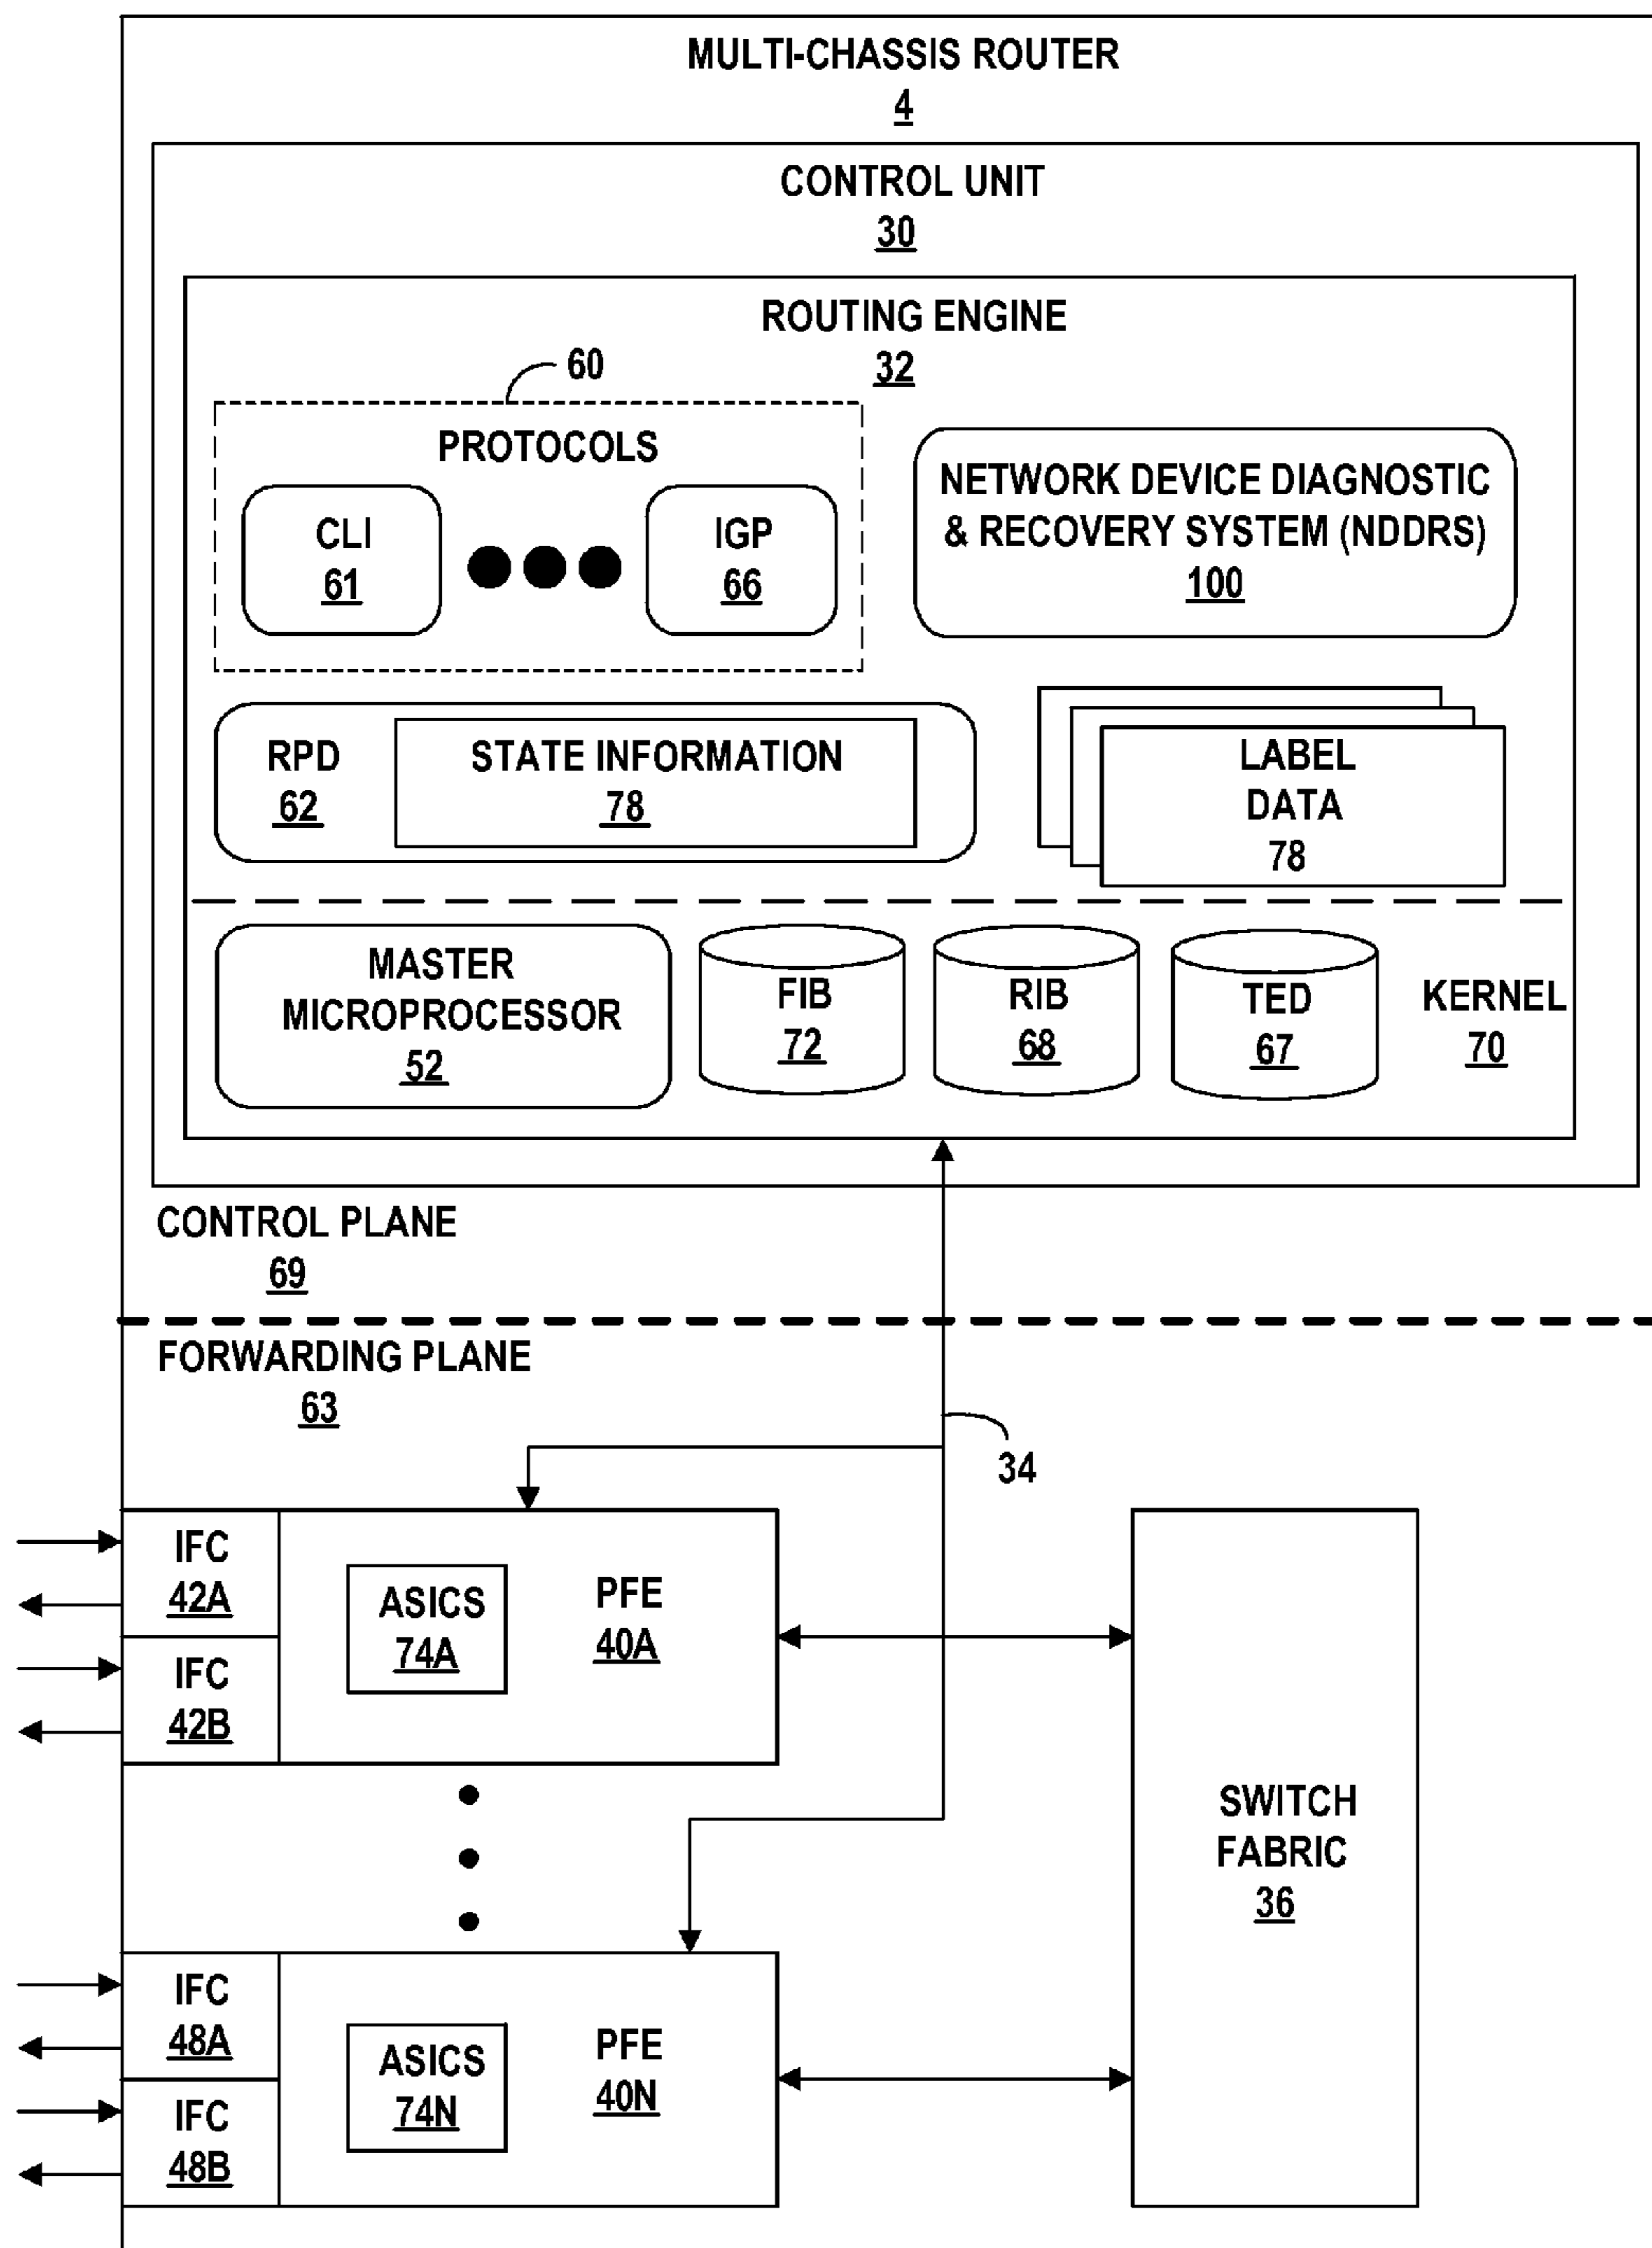 MULTI-CHASSIS ROUTER
4
CONTROL UNIT
30
ROUTING ENGINE
32
60
PROTOCOLS
CLI
61
IGP
66
NETWORK DEVICE DIAGNOSTIC
& RECOVERY SYSTEM (NDDRS)
100
RPD
62
STATE INFORMATION
78
LABEL
DATA
78
MASTER
MICROPROCESSOR
52
FIB
72
RIB
68
TED
67
KERNEL
70
CONTROL PLANE
69
FORWARDING PLANE
63
34
IFC
42A
IFC
42B
ASICS
74A
PFE
40A
SWITCH
FABRIC
36
IFC
48A
IFC
48B
ASICS
74N
PFE
40N